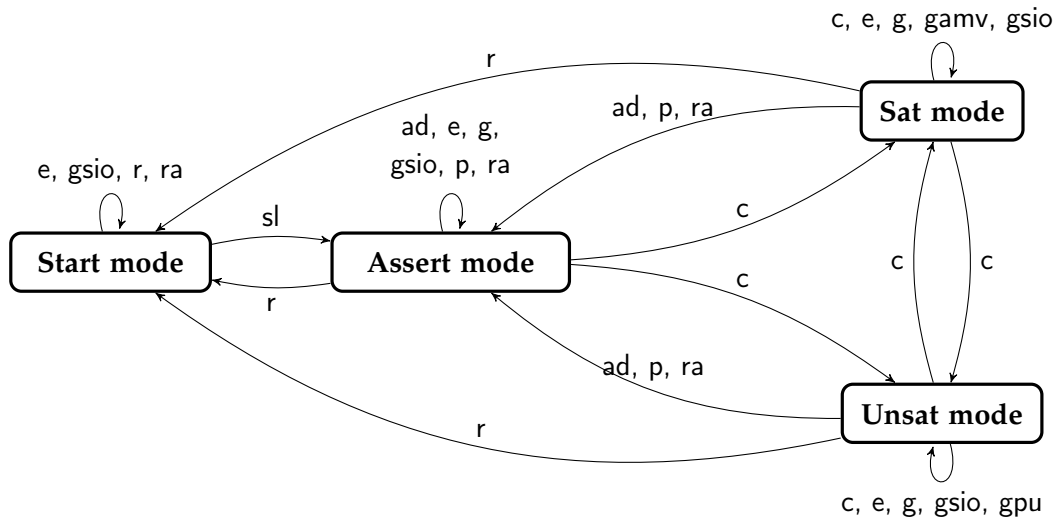 c, e, g, gamv, gsio
r
Sat mode
ad, p, ra
ad, e, g,
gsio, p, ra
e, gsio, r, ra
sl
c
Start mode
Assert mode
c
c
r
c
ad, p, ra
Unsat mode
r
c, e, g, gsio, gpu